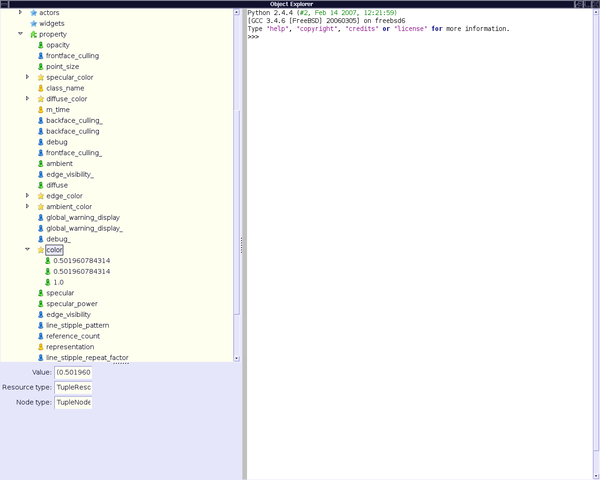 Object Explorer
actors
widgets
property
opacity
frontface_culling
point_size
specular_color
class_name
diffuse_color
m_time
backface_culling_
backface_culling
debug
frontface_culling_
ambient
edge_visibility_
diffuse
edge_color
ambient_color
global_warning_display
global_warning_display_
debug_
color
0.501960784314
0.501960784314
1.0
specular
specular_power
edge_visibility
line_stipple_pattern
reference_count
representation
line_stipple_repeat_factor
Value: (0.501960
Resource type: TupleResc
Node type: TupleNode
Python 2.4.4 (#2, Feb 14 2007, 12:21:59)
[GCC 3.4.6 [FreeBSD] 20060305] on freebsd6
Type "help", "copyright", "credits" or "license" for more information.
>>>